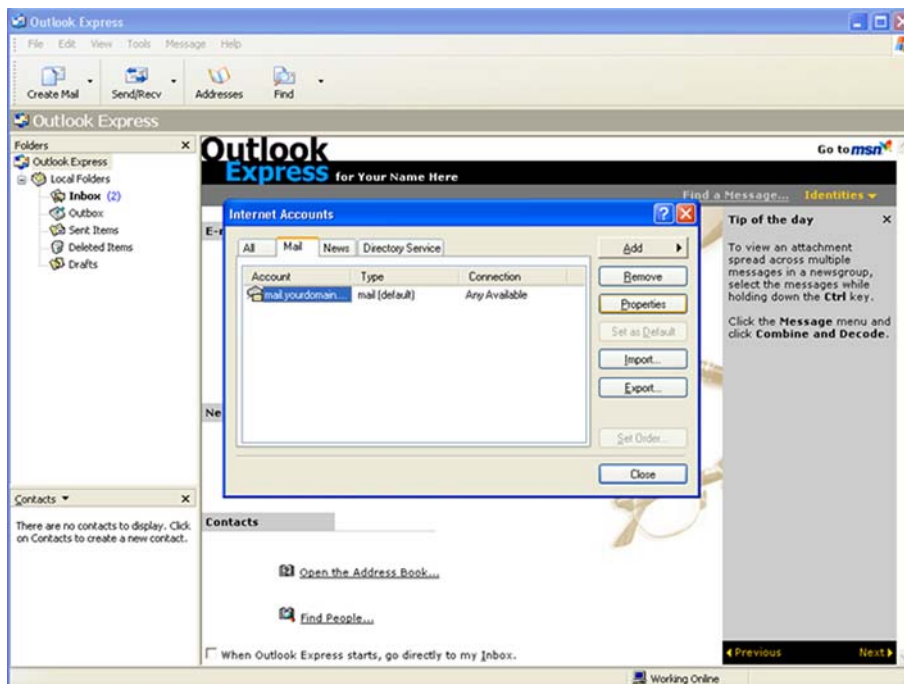 Outlook Express
File Edit View Tools Message Help
Create Mail Send/Recv Addresses Find
Outlook Express
Folders
Outlook Express
Local Folders
Inbox (2)
Outbox
Sent Items
Deleted Items
Drafts
Contacts
There are no contacts to display. Click
on Contacts to create a new contact.
Outlook
Express for Your Name Here
Go to msn
Find a Message... Identities
Internet Accounts
All Mail News Directory Service
Account Type Connection
mail.yourdomain... mail (default) Any Available
Add
Remove
Properties
Set as Default
Import...
Export...
Set Order...
Close
Contacts
Open the Address Book...
Find People...
When Outlook Express starts, go directly to my Inbox.
Tip of the day
To view an attachment
spread across multiple
messages in a newsgroup,
select the messages while
holding down the Ctrl key.
Click the Message menu and
click Combine and Decode.
Previous Next
Working Online